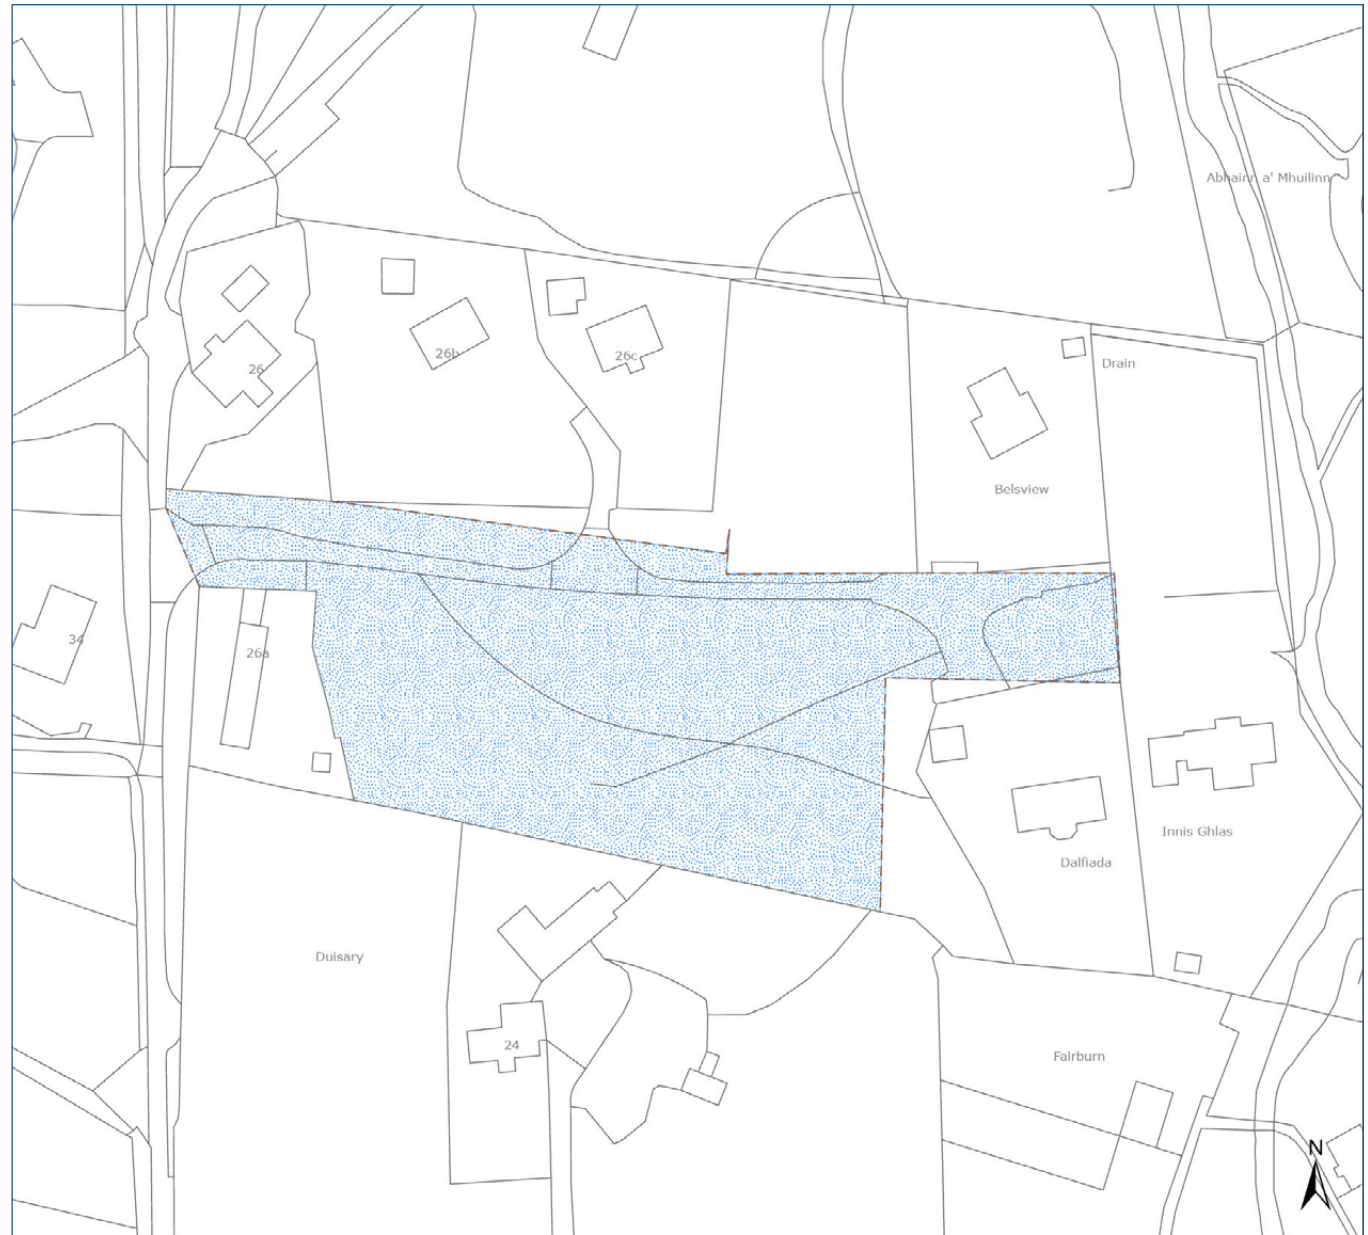 Abhainn a' Mhuilinn
26b
26c
26
Drain
Belsview
34
26a
Innis Ghlas
Dalfiada
Duisary
24
Fairburn
N